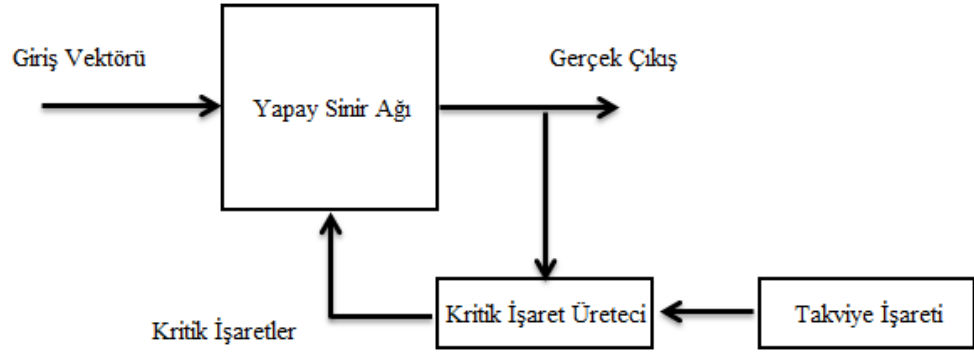 Giriş Vektörü
Gerçek Çıkış
Yapay Sinir Ağı
Kritik İşaret Üreteci
Takviye İşareti
Kritik İşaretler